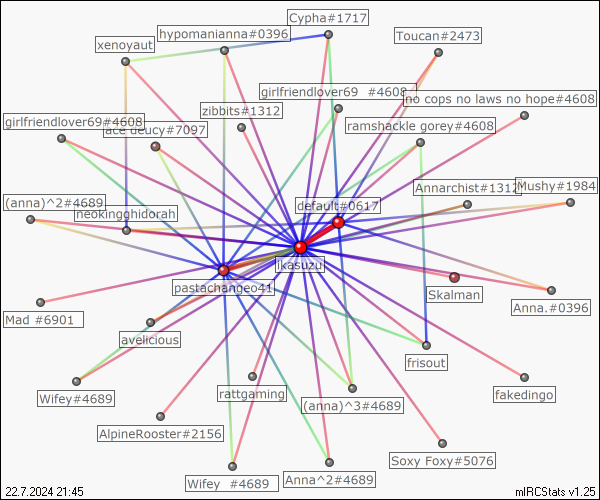 Cypha#1717
hypomanianna#0396
Toucan#2473
xenoyaut
girlfriendlover69 #4608
no cops no laws no hope#4608
zibbits#1312
girlfriendlover69#4608
ace deucy#7097
ramshackle gorey#4608
Annarchist#1312
Mushy#1984
(anna)^2#4689
default#0617
neokingghidorah
ikasuzu
pastachangeo41
Skalman
Anna.#0396
Mad #6901
avelicious
frisout
Wifey#4689
rattgaming
fakedingo
(anna)^3#4689
AlpineRooster#2156
Soxy Foxy#5076
Wifey #4689
Anna^2#4689
22.7.2024 21:45
mIRCStats v1.25